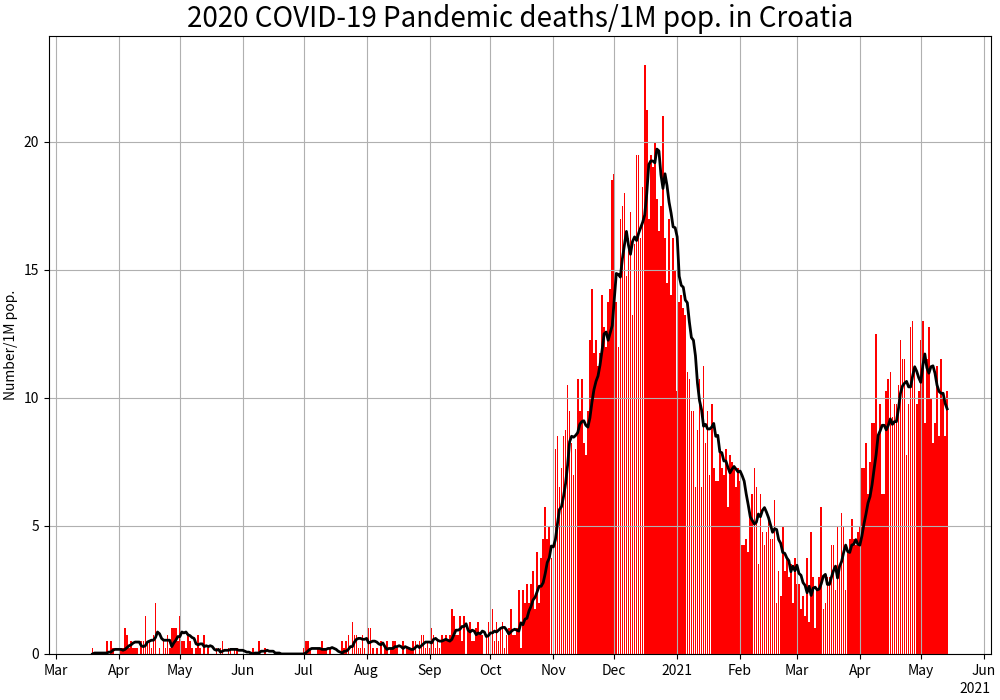 2020 COVID-19 Pandemic deaths/1M pop. in Croatia
Number/1M pop.
20
15
10
5
0
Mar Apr May Jun Jul Aug Sep Oct Nov Dec 2021 Feb Mar Apr May Jun
2021